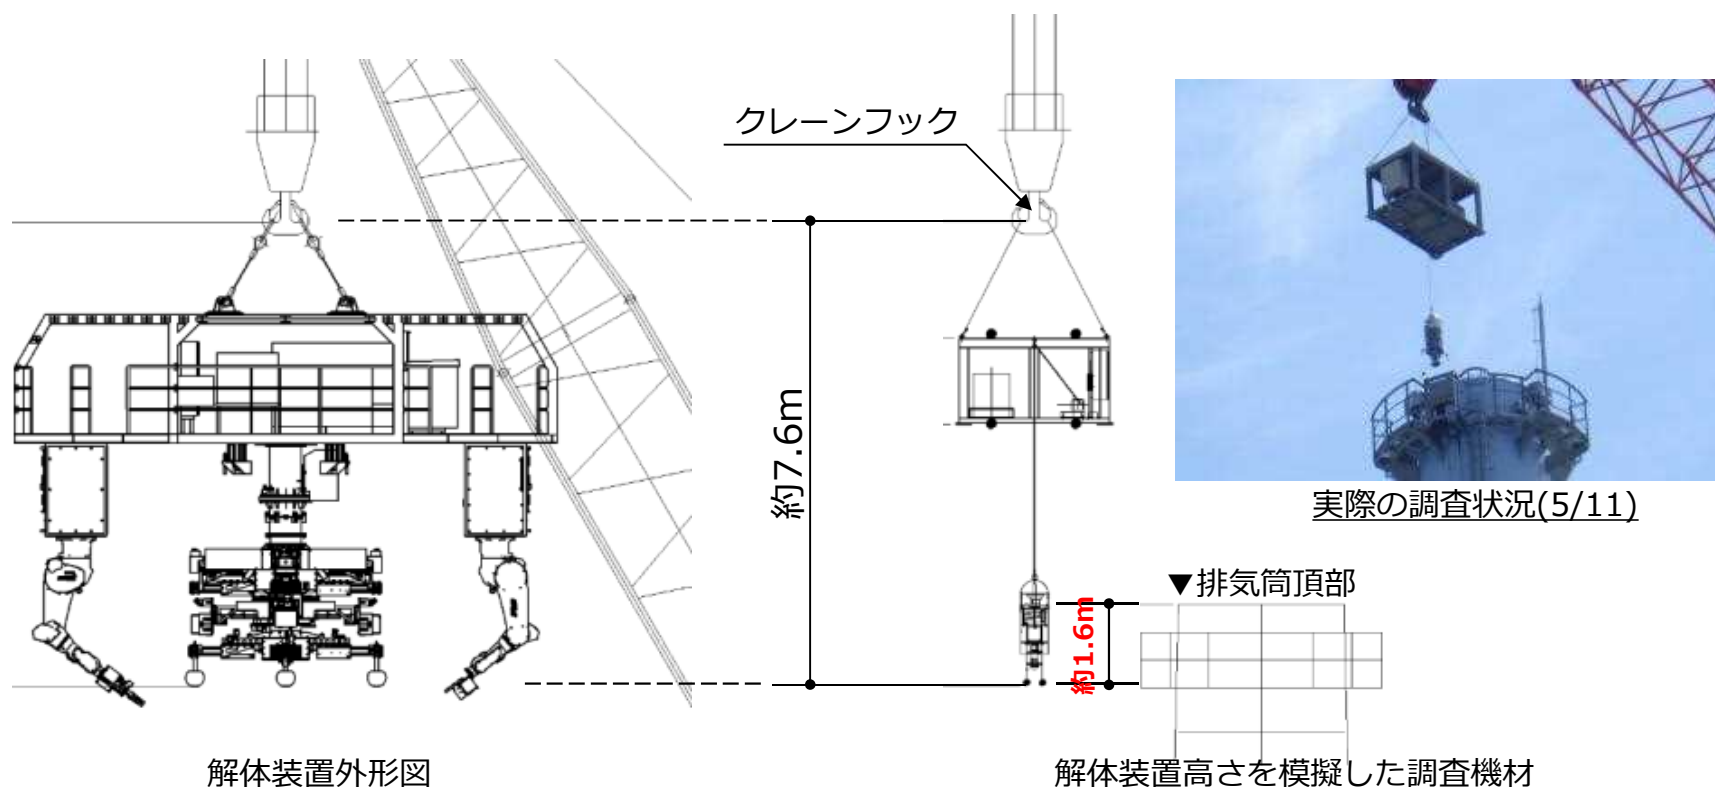 クレーンフック
約7.6m
実際の調査状況(5/11)
▼排気筒頂部
約1.6m
解体装置外形図
解体装置高さを模擬した調査機材